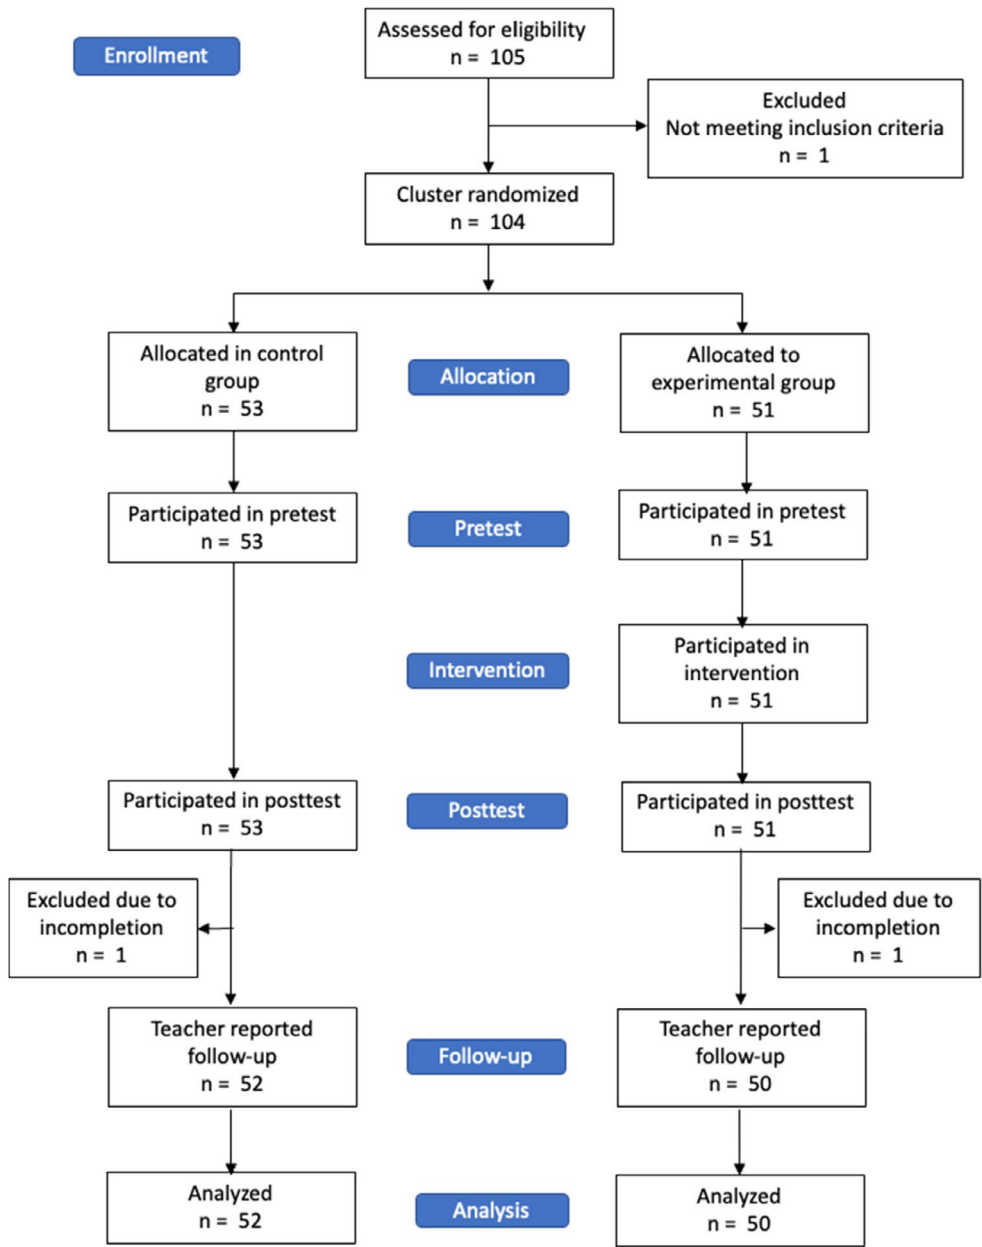 Enrollment
Assessed for eligibility
n = 105
Excluded
Not meeting inclusion criteria
n = 1
Cluster randomized
n = 104
Allocated in control
group
n = 53
Allocation
Allocated to
experimental group
n = 51
Participated in pretest
n = 53
Pretest
Participated in pretest
n = 51
Intervention
Participated in
intervention
n = 51
Participated in posttest
n = 53
Posttest
Participated in posttest
n = 51
Excluded due to
incompletion
n = 1
Excluded due to
incompletion
n = 1
Teacher reported
follow-up
n = 52
Follow-up
Teacher reported
follow-up
n = 50
Analyzed
n = 52
Analysis
Analyzed
n = 50